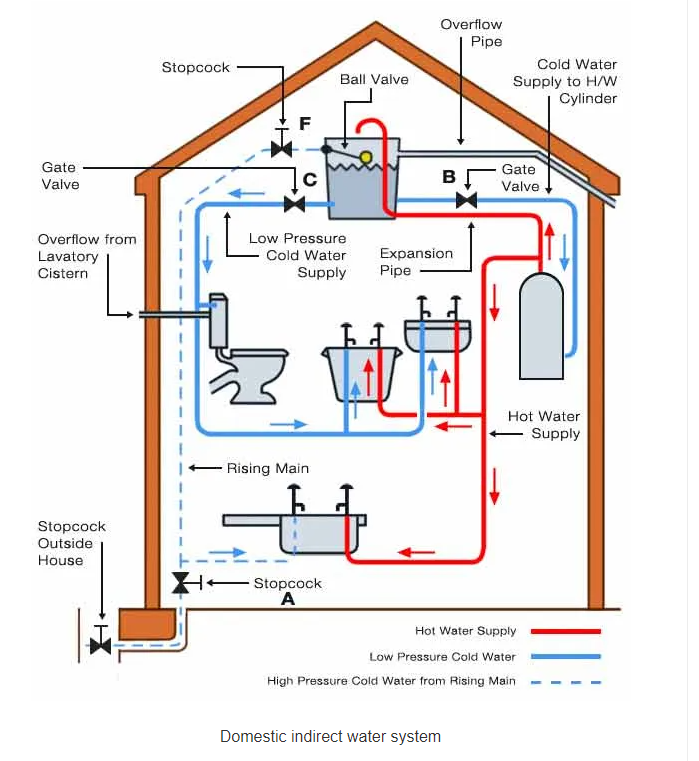 Overflow
Pipe
Stopcock
Cold Water
Supply to H/W
Cylinder
Ball Valve
F
Gate
Valve
C
B
Gate
Valve
Overflow from
Lavatory
Cistern
Low Pressure
Cold Water
Supply
Expansion
Pipe
Hot Water
Supply
Rising Main
Stopcock
Outside
House
Stopcock
A
Hot Water Supply
Low Pressure Cold Water
High Pressure Cold Water from Rising Main
Domestic indirect water system